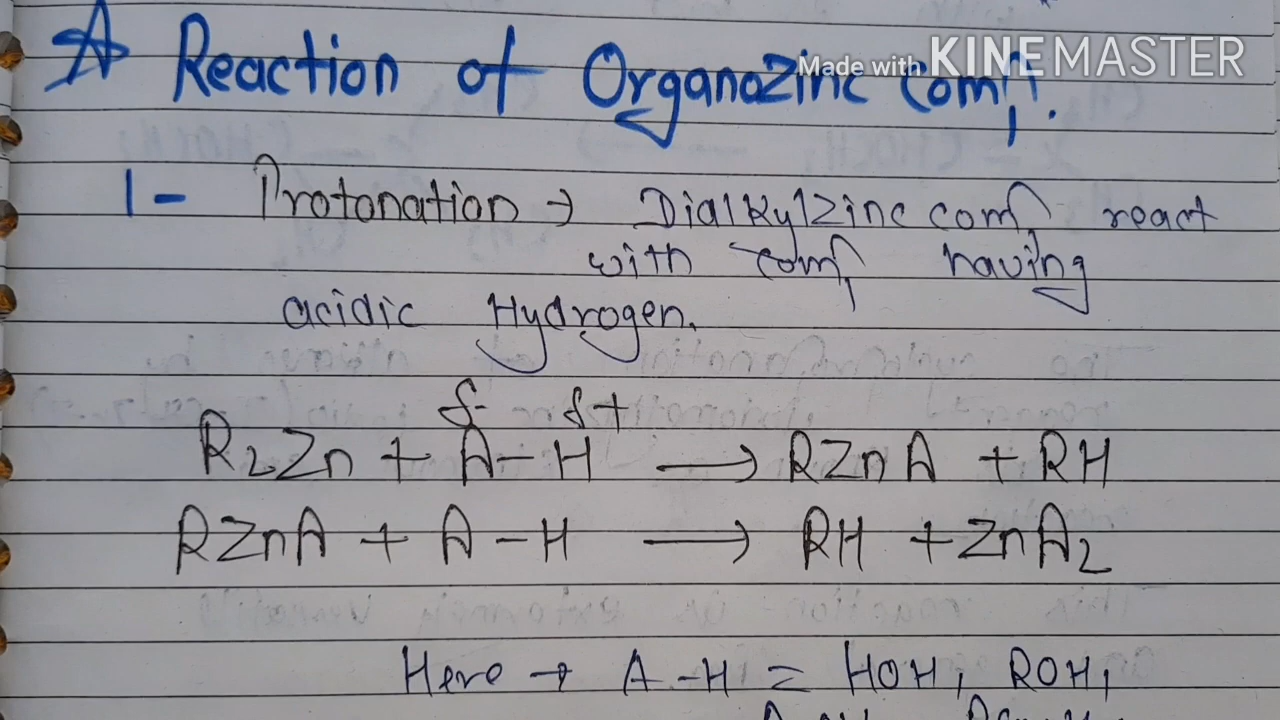 Reaction of Organozinc Comp.
Made with KINEMASTER
1- Protonation → Dialkylzinc comp react
with comp having
acidic Hydrogen.
δ- δ+
R₂Zn + A-H → RZnA + RH
RZnA + A-H → RH + ZnA₂
Here → A-H = HOH, ROH,